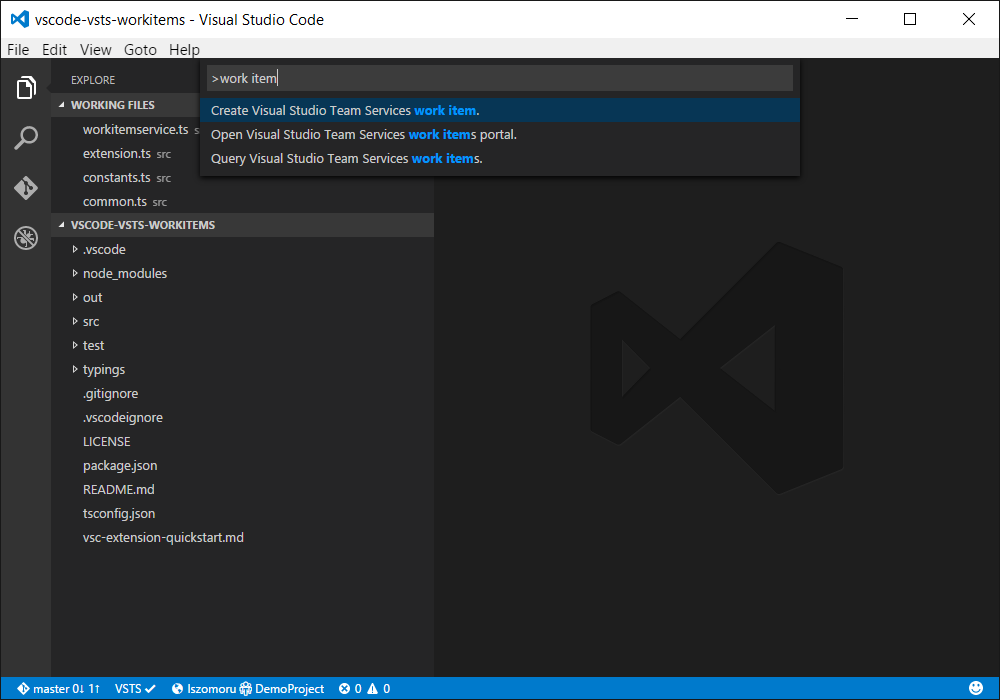 vscode-vsts-workitems - Visual Studio Code
File Edit View Goto Help
EXPLORE
>work item
WORKING FILES
Create Visual Studio Team Services work item.
workitemservice.ts s
Open Visual Studio Team Services work items portal.
extension.ts src
Query Visual Studio Team Services work items.
constants.ts src
common.ts src
VSCODE-VSTS-WORKITEMS
.vscode
node_modules
out
src
test
typings
.gitignore
.vscodeignore
LICENSE
package.json
README.md
tsconfig.json
vsc-extension-quickstart.md
master 0↓ 1↑ VSTS ✓ lszomoru DemoProject 0 0